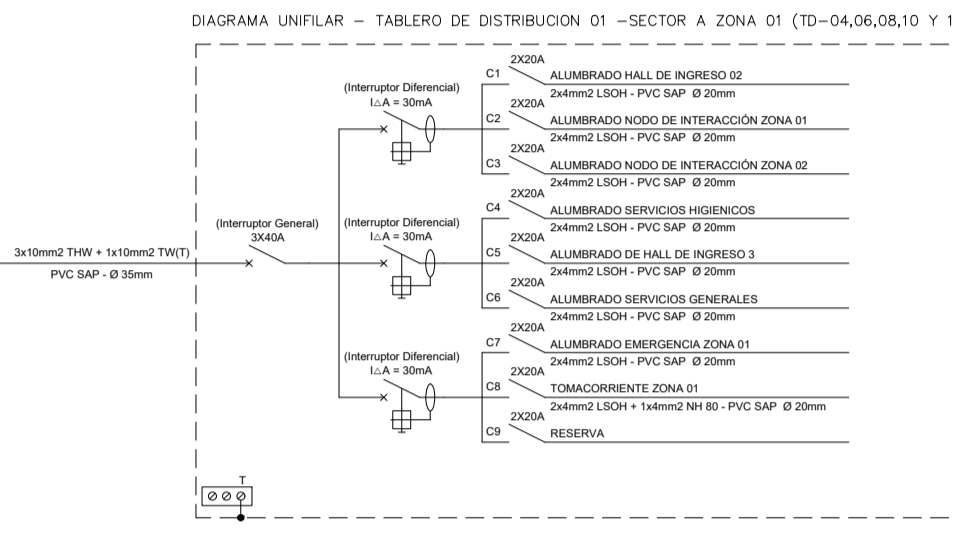 DIAGRAMA UNIFILAR – TABLERO DE DISTRIBUCION 01 –SECTOR A ZONA 01 (TD–04,06,08,10 Y 1
3x10mm2 THW + 1x10mm2 TW(T)
PVC SAP - Ø 35mm
(Interruptor General)
3X40A
(Interruptor Diferencial)
I△A = 30mA
C1
2X20A
ALUMBRADO HALL DE INGRESO 02
2x4mm2 LSOH - PVC SAP Ø 20mm
C2
2X20A
ALUMBRADO NODO DE INTERACCIÓN ZONA 01
2x4mm2 LSOH - PVC SAP Ø 20mm
C3
2X20A
ALUMBRADO NODO DE INTERACCIÓN ZONA 02
2x4mm2 LSOH - PVC SAP Ø 20mm
(Interruptor Diferencial)
I△A = 30mA
C4
2X20A
ALUMBRADO SERVICIOS HIGIENICOS
2x4mm2 LSOH - PVC SAP Ø 20mm
C5
2X20A
ALUMBRADO DE HALL DE INGRESO 3
2x4mm2 LSOH - PVC SAP Ø 20mm
C6
2X20A
ALUMBRADO SERVICIOS GENERALES
2x4mm2 LSOH - PVC SAP Ø 20mm
(Interruptor Diferencial)
I△A = 30mA
C7
2X20A
ALUMBRADO EMERGENCIA ZONA 01
2x4mm2 LSOH - PVC SAP Ø 20mm
C8
2X20A
TOMACORRIENTE ZONA 01
2x4mm2 LSOH + 1x4mm2 NH 80 - PVC SAP Ø 20mm
C9
2X20A
RESERVA
T